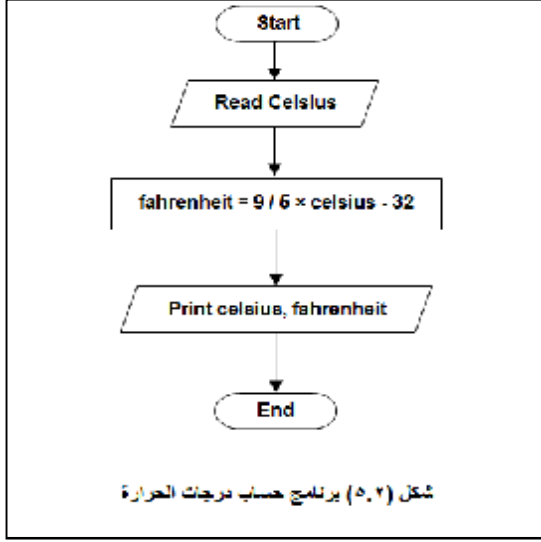 Start
Read Celsius
fahrenheit = 9 / 5 × celsius - 32
Print celsius, fahrenheit
End
شكل (٥.٢) برنامج حساب درجات الحرارة